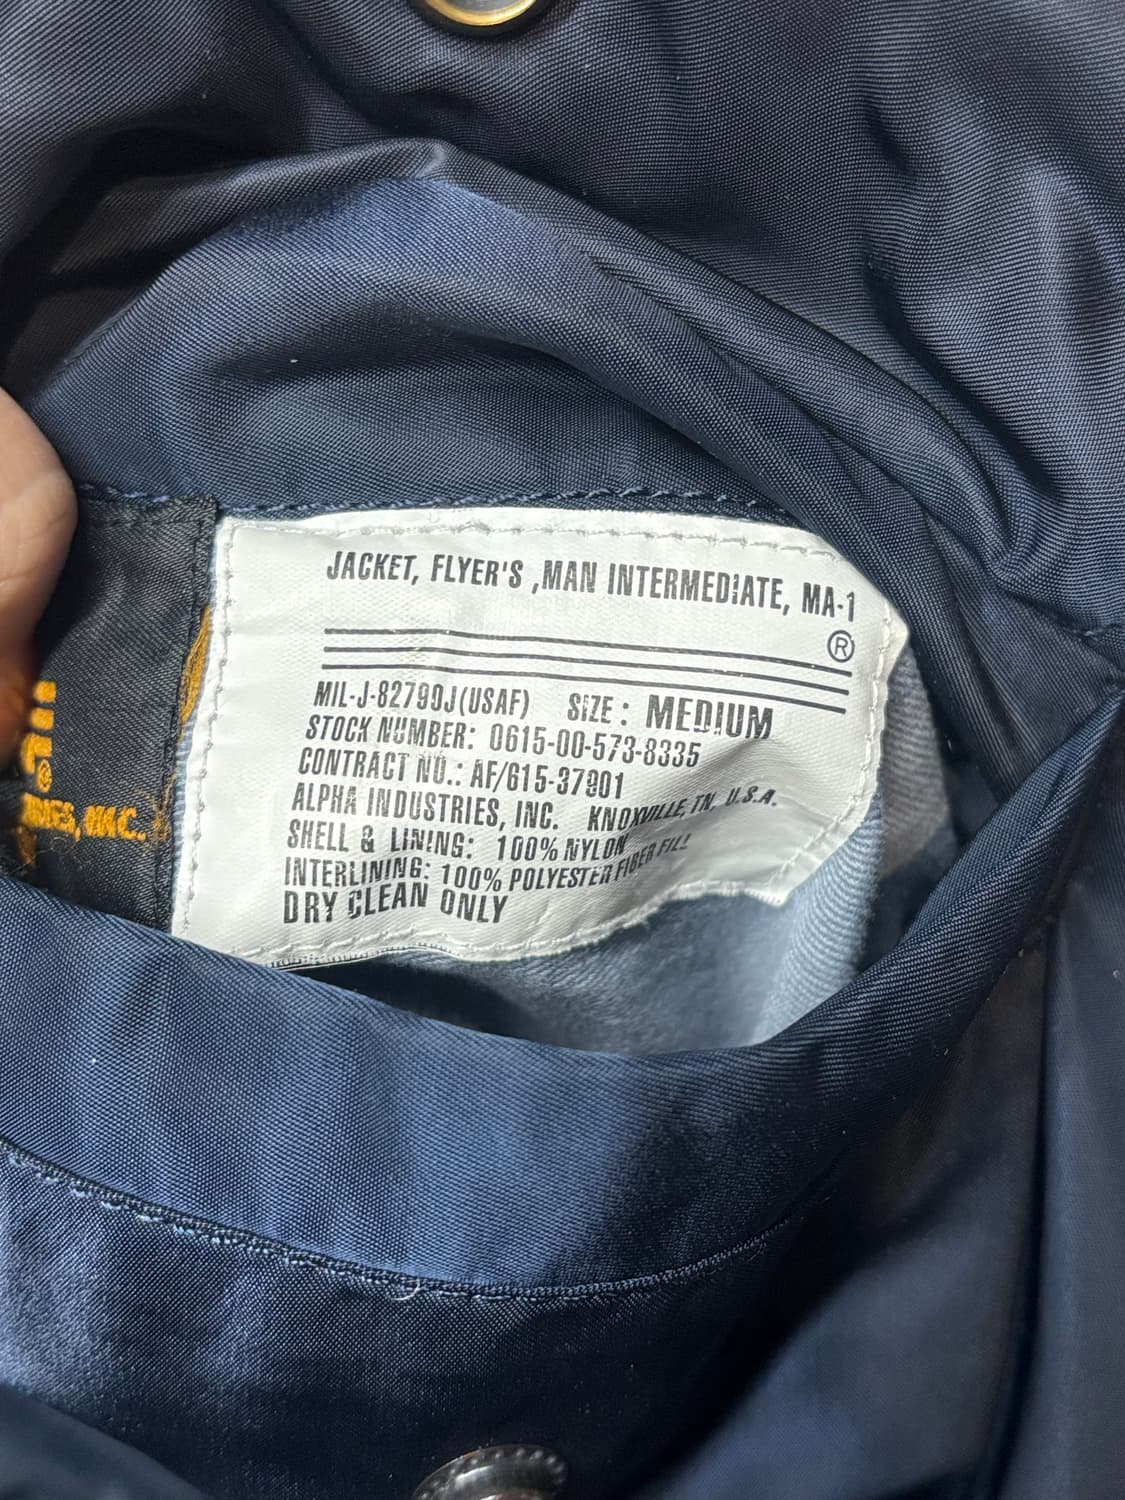 JACKET, FLYER'S ,MAN INTERMEDIATE, MA-1
®
MIL-J-82790J(USAF) SIZE: MEDIUM
STOCK NUMBER: 0615-00-573-8335
CONTRACT NO.: AF/615-37901
ALPHA INDUSTRIES, INC. KNOXVILLE, TN, U.S.A.
SHELL & LINING: 100% NYLON
INTERLINING: 100% POLYESTER FIBER FILL
DRY CLEAN ONLY
®
INC.